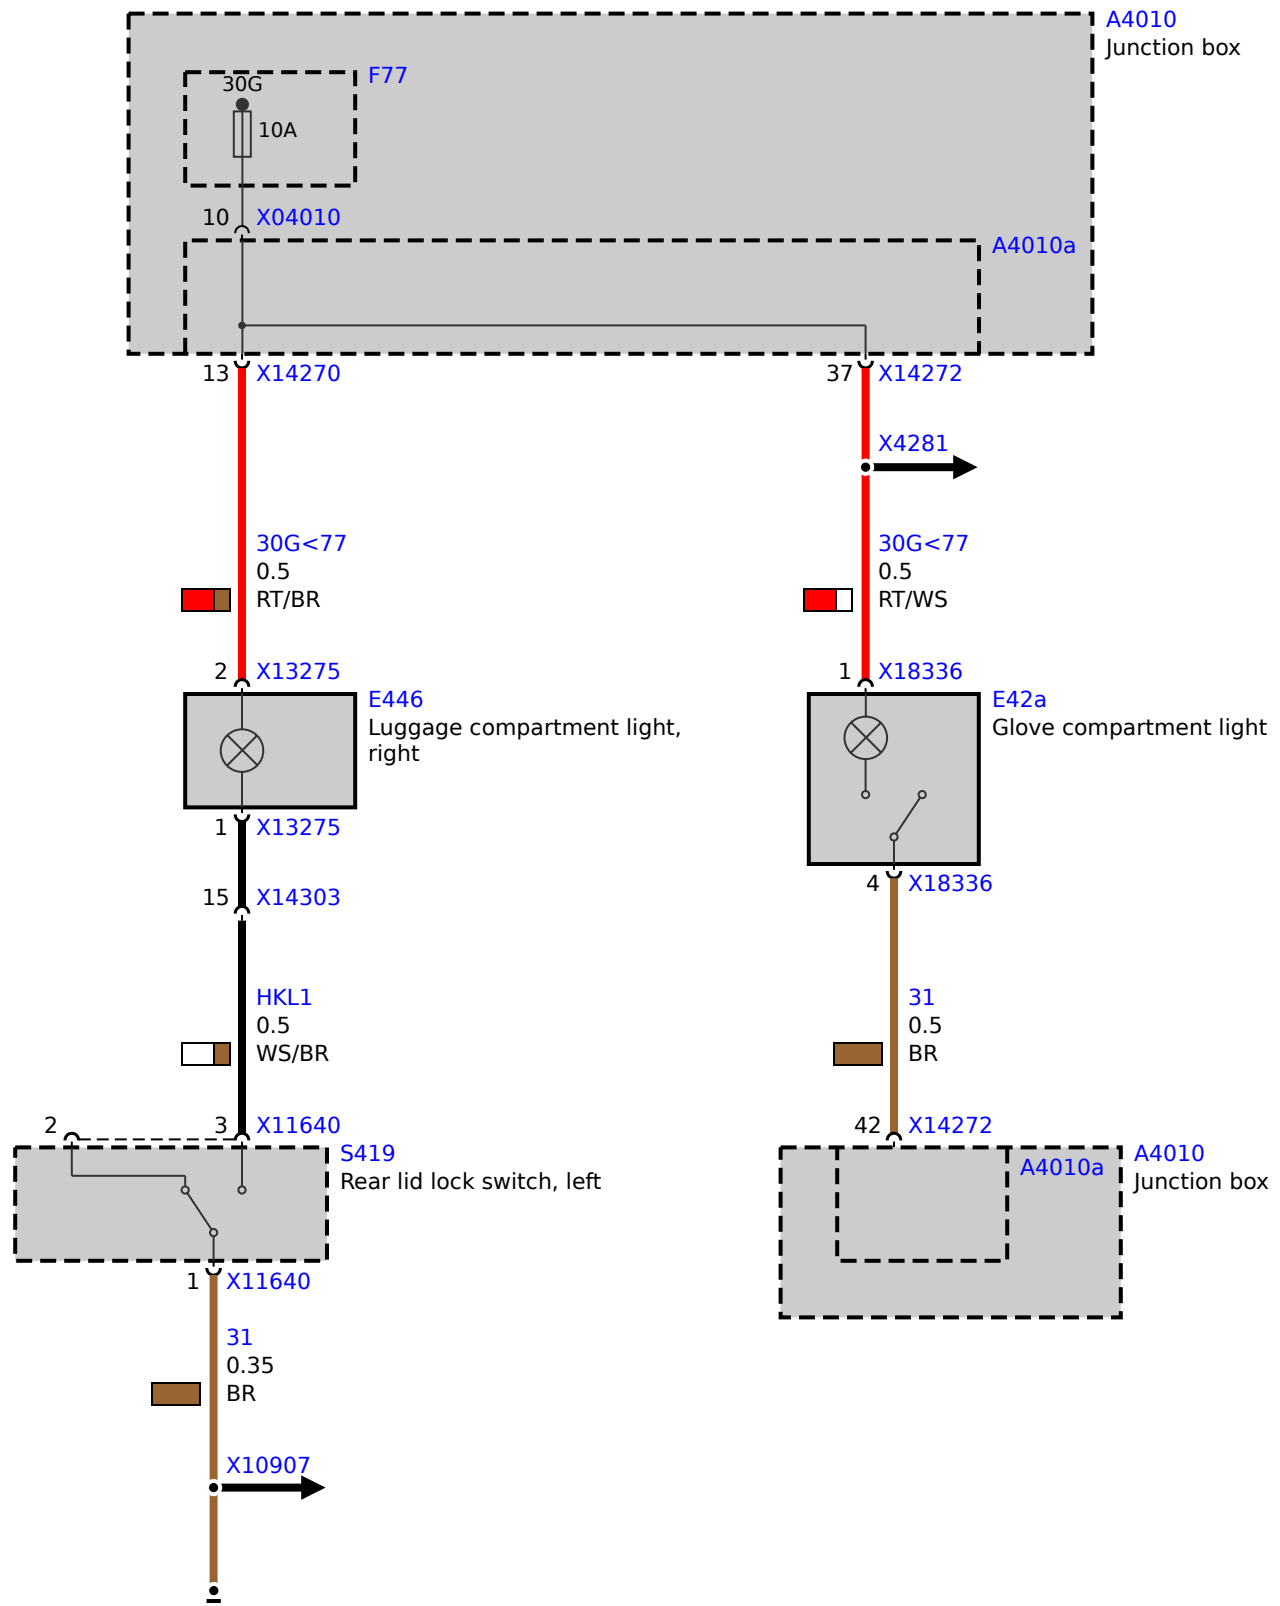 A4010
Junction box
F77
30G
10A
10 X04010
A4010a
13 X14270
37 X14272
X4281
30G<77
0.5
RT/BR
30G<77
0.5
RT/WS
2 X13275
1 X18336
E446
Luggage compartment light,
right
E42a
Glove compartment light
1 X13275
4 X18336
15 X14303
HKL1
0.5
WS/BR
31
0.5
BR
2
3 X11640
42 X14272
S419
Rear lid lock switch, left
A4010a
A4010
Junction box
1 X11640
31
0.35
BR
X10907